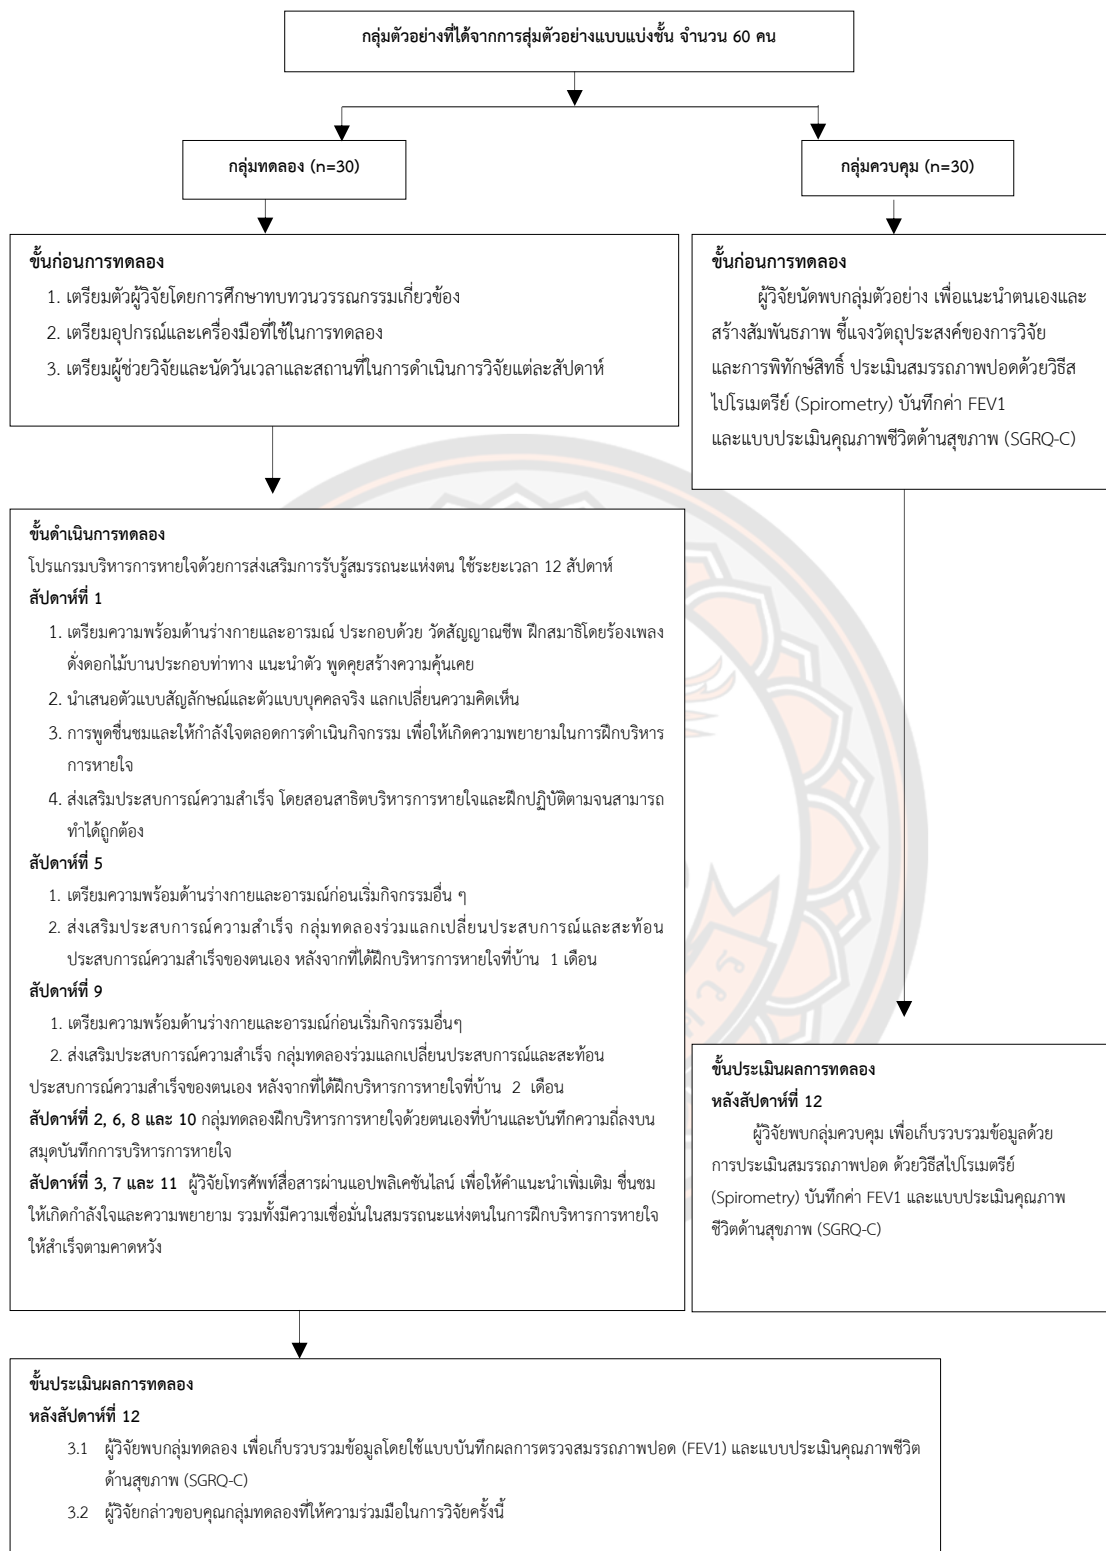 กลุ่มตัวอย่างที่ได้จากการสุ่มตัวอย่างแบบแบ่งชั้น จำนวน 60 คน
กลุ่มทดลอง (n=30)
กลุ่มควบคุม (n=30)
ขั้นก่อนการทดลอง
1. เตรียมตัวผู้วิจัยโดยการศึกษาทบทวนวรรณกรรมเกี่ยวข้อง
2. เตรียมอุปกรณ์และเครื่องมือที่ใช้ในการทดลอง
3. เตรียมผู้ช่วยวิจัยและนัดวันเวลาและสถานที่ในการดำเนินการวิจัยแต่ละสัปดาห์
ขั้นก่อนการทดลอง
ผู้วิจัยนัดพบกลุ่มตัวอย่าง เพื่อแนะนำตนเองและ
สร้างสัมพันธภาพ ชี้แจงวัตถุประสงค์ของการวิจัย
และการพิทักษ์สิทธิ์ ประเมินสมรรถภาพปอดด้วยวิธีส
ไปโรเมตรีย์ (Spirometry) บันทึกค่า FEV1
และแบบประเมินคุณภาพชีวิตด้านสุขภาพ (SGRQ-C)
ขั้นดำเนินการทดลอง
โปรแกรมบริหารการหายใจด้วยการส่งเสริมการรับรู้สมรรถนะแห่งตน ใช้ระยะเวลา 12 สัปดาห์
สัปดาห์ที่ 1
1. เตรียมความพร้อมด้านร่างกายและอารมณ์ ประกอบด้วย วัดสัญญาณชีพ ฝึกสมาธิโดยร้องเพลง
ดั่งดอกไม้บานประกอบท่าทาง แนะนำตัว พูดคุยสร้างความคุ้นเคย
2. นำเสนอตัวแบบสัญลักษณ์และตัวแบบบุคคลจริง แลกเปลี่ยนความคิดเห็น
3. การพูดชื่นชมและให้กำลังใจตลอดการดำเนินกิจกรรม เพื่อให้เกิดความพยายามในการฝึกบริหาร
การหายใจ
4. ส่งเสริมประสบการณ์ความสำเร็จ โดยสอนสาธิตบริหารการหายใจและฝึกปฏิบัติตามจนสามารถ
ทำได้ถูกต้อง
สัปดาห์ที่ 5
1. เตรียมความพร้อมด้านร่างกายและอารมณ์ก่อนเริ่มกิจกรรมอื่น ๆ
2. ส่งเสริมประสบการณ์ความสำเร็จ กลุ่มทดลองร่วมแลกเปลี่ยนประสบการณ์และสะท้อน
ประสบการณ์ความสำเร็จของตนเอง หลังจากที่ได้ฝึกบริหารการหายใจที่บ้าน 1 เดือน
สัปดาห์ที่ 9
1. เตรียมความพร้อมด้านร่างกายและอารมณ์ก่อนเริ่มกิจกรรมอื่นๆ
2. ส่งเสริมประสบการณ์ความสำเร็จ กลุ่มทดลองร่วมแลกเปลี่ยนประสบการณ์และสะท้อน
ประสบการณ์ความสำเร็จของตนเอง หลังจากที่ได้ฝึกบริหารการหายใจที่บ้าน 2 เดือน
สัปดาห์ที่ 2, 6, 8 และ 10 กลุ่มทดลองฝึกบริหารการหายใจด้วยตนเองที่บ้านและบันทึกความถี่ลงบน
สมุดบันทึกการบริหารการหายใจ
สัปดาห์ที่ 3, 7 และ 11 ผู้วิจัยโทรศัพท์สื่อสารผ่านแอปพลิเคชันไลน์ เพื่อให้คำแนะนำเพิ่มเติม ชื่นชม
ให้เกิดกำลังใจและความพยายาม รวมทั้งมีความเชื่อมั่นในสมรรถนะแห่งตนในการฝึกบริหารการหายใจ
ให้สำเร็จตามคาดหวัง
ขั้นประเมินผลการทดลอง
หลังสัปดาห์ที่ 12
ผู้วิจัยพบกลุ่มควบคุม เพื่อเก็บรวบรวมข้อมูลด้วย
การประเมินสมรรถภาพปอด ด้วยวิธีสไปโรเมตรีย์
(Spirometry) บันทึกค่า FEV1 และแบบประเมินคุณภาพ
ชีวิตด้านสุขภาพ (SGRQ-C)
ขั้นประเมินผลการทดลอง
หลังสัปดาห์ที่ 12
3.1 ผู้วิจัยพบกลุ่มทดลอง เพื่อเก็บรวบรวมข้อมูลโดยใช้แบบบันทึกผลการตรวจสมรรถภาพปอด (FEV1) และแบบประเมินคุณภาพชีวิต
ด้านสุขภาพ (SGRQ-C)
3.2 ผู้วิจัยกล่าวขอบคุณกลุ่มทดลองที่ให้ความร่วมมือในการวิจัยครั้งนี้